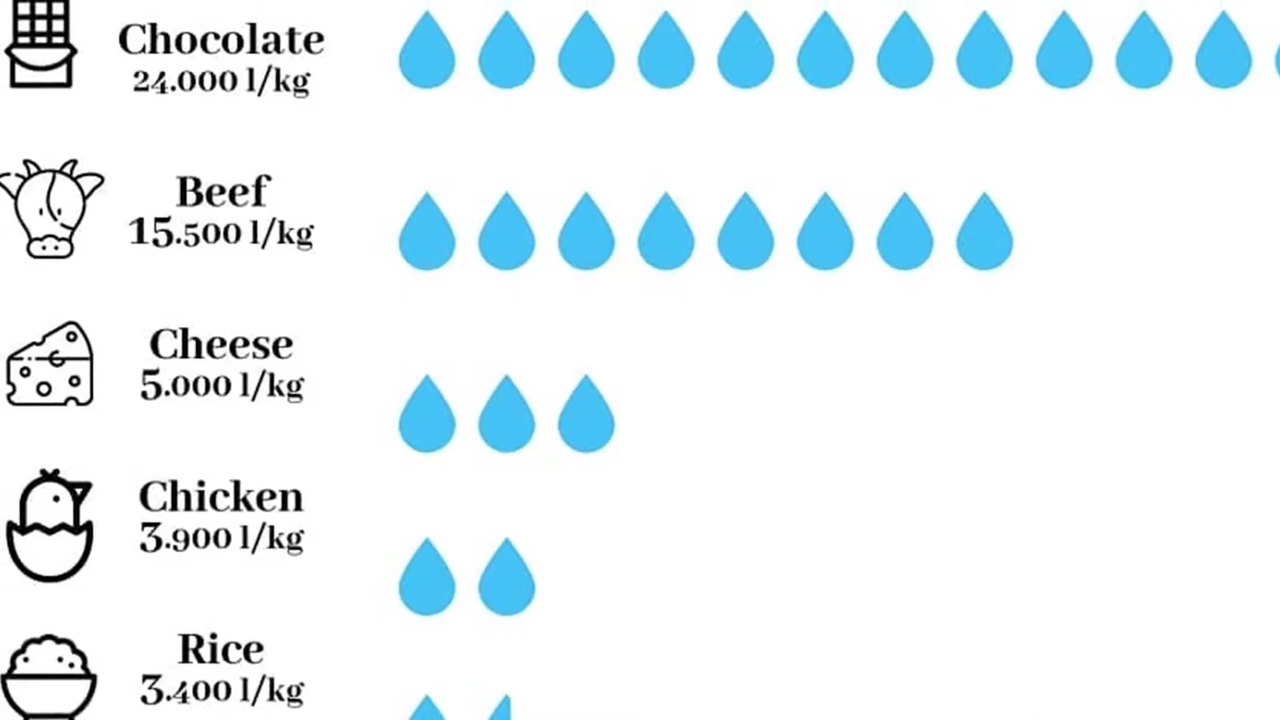 Chocolate
24.000 l/kg
Beef
15.500 l/kg
Cheese
5.000 l/kg
Chicken
3.900 l/kg
Rice
3.400 l/kg